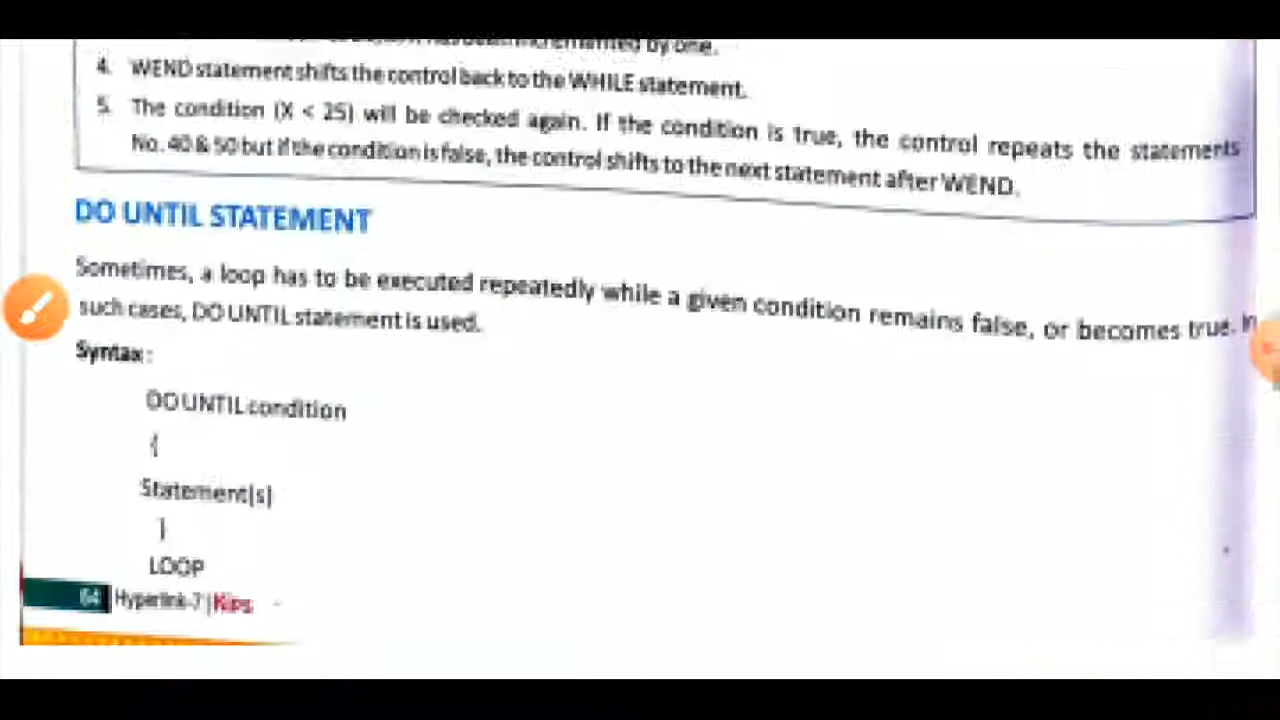 incremented by one.
4. WEND statement shifts the control back to the WHILE statement.
5. The condition (X < 25) will be checked again. If the condition is true, the control repeats the statements
No. 40 & 50 but if the condition is false, the control shifts to the next statement after WEND.
DO UNTIL STATEMENT
Sometimes, a loop has to be executed repeatedly while a given condition remains false, or becomes true. In
such cases, DO UNTIL statement is used.
Syntax :
DO UNTIL condition
{
Statement(s)
}
LOOP
64 Hyperlink-7 | Kips